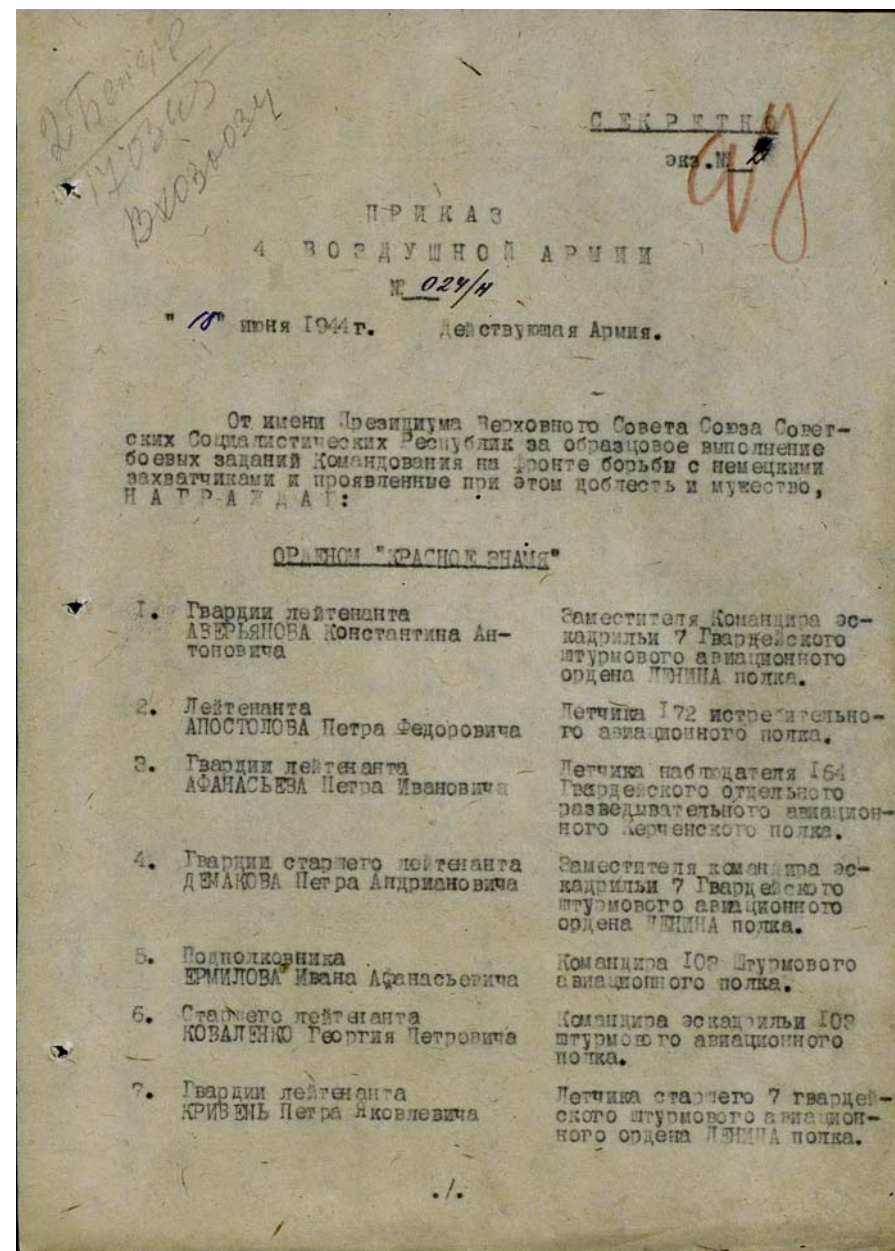 СЕКРЕТНО
экз.№
ПРИКАЗ
4 ВОЗДУШНОЙ АРМИИ
№ 024/н
"18" июня 1944г. Действующая Армия.
От имени Президиума Верховного Совета Союза Совет-
ских Социалистических Республик за образцовое выполнение
боевых заданий Командования на фронте борьбы с немецкими
захватчиками и проявленные при этом доблесть и мужество,
НАГРАЖДАЮ:
ОРДЕНОМ "КРАСНОЕ ЗНАМЯ"
1. Гвардии лейтенанта
АВЕРЬЯНОВА Константина Ан-
тоновича
Заместителя Командира эс-
кадрильи 7 Гвардейского
штурмового авиационного
ордена ЛЕНИНА полка.
2. Лейтенанта
АПОСТОЛОВА Петра Федоровича
Летчика 172 истребительно-
го авиационного полка.
3. Гвардии лейтенанта
АФАНАСЬЕВА Петра Ивановича
Летчика наблюдателя 164
Гвардейского отдельного
разведывательного авиацион-
ного Керченского полка.
4. Гвардии старшего лейтенанта
ДЕМАКОВА Петра Андриановича
Заместителя командира эс-
кадрильи 7 Гвардейского
штурмового авиационного
ордена ЛЕНИНА полка.
5. Подполковника
ЕРМИЛОВА Ивана Афанасьевича
Командира 103 Штурмового
авиационного полка.
6. Старшего лейтенанта
КОВАЛЕНКО Георгия Петровича
Командира эскадрильи 103
штурмового авиационного
полка.
7. Гвардии лейтенанта
КРИВЕНЬ Петра Яковлевича
Летчика старшего 7 гвардей-
ского штурмового авиацион-
ного ордена ЛЕНИНА полка.
./.